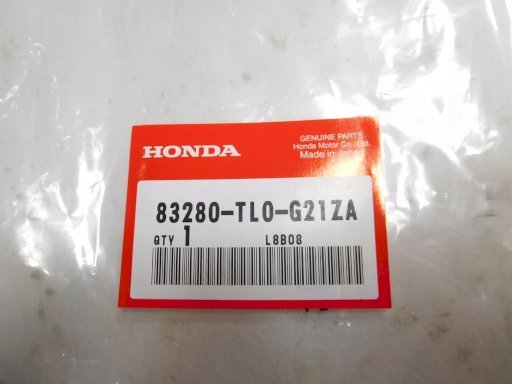 GENUINE PARTS
HONDA
Honda Motor Co., Ltd.
Made in Japan
83280-TL0-G21ZA
QTY 1 L8B08